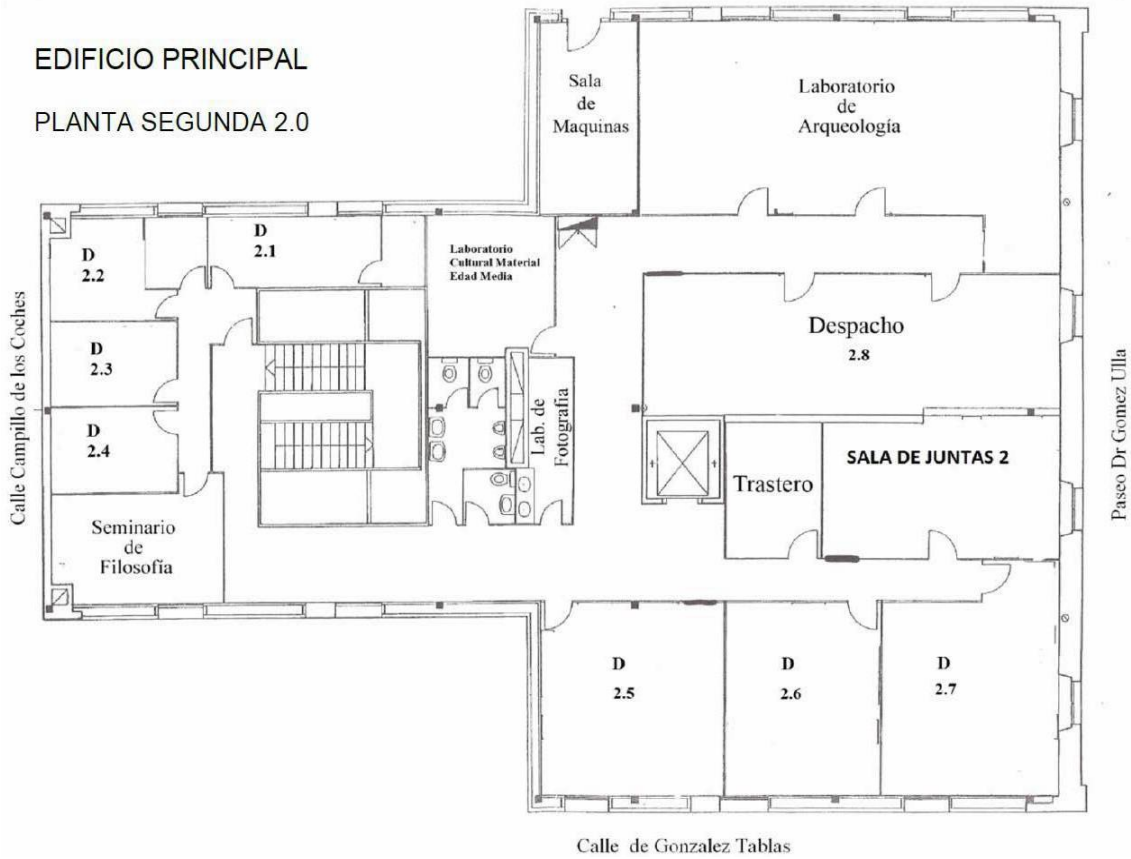 EDIFICIO PRINCIPAL
PLANTA SEGUNDA 2.0
Sala
de
Maquinas
Laboratorio
de
Arqueología
D
2.1
D
2.2
Laboratorio
Cultural Material
Edad Media
D
2.3
Despacho
2.8
D
2.4
Lab. de
Fotografia
Trastero
SALA DE JUNTAS 2
Seminario
de
Filosofía
D
2.5
D
2.6
D
2.7
Calle Campillo de los Coches
Paseo Dr Gomez Ulla
Calle de Gonzalez Tablas